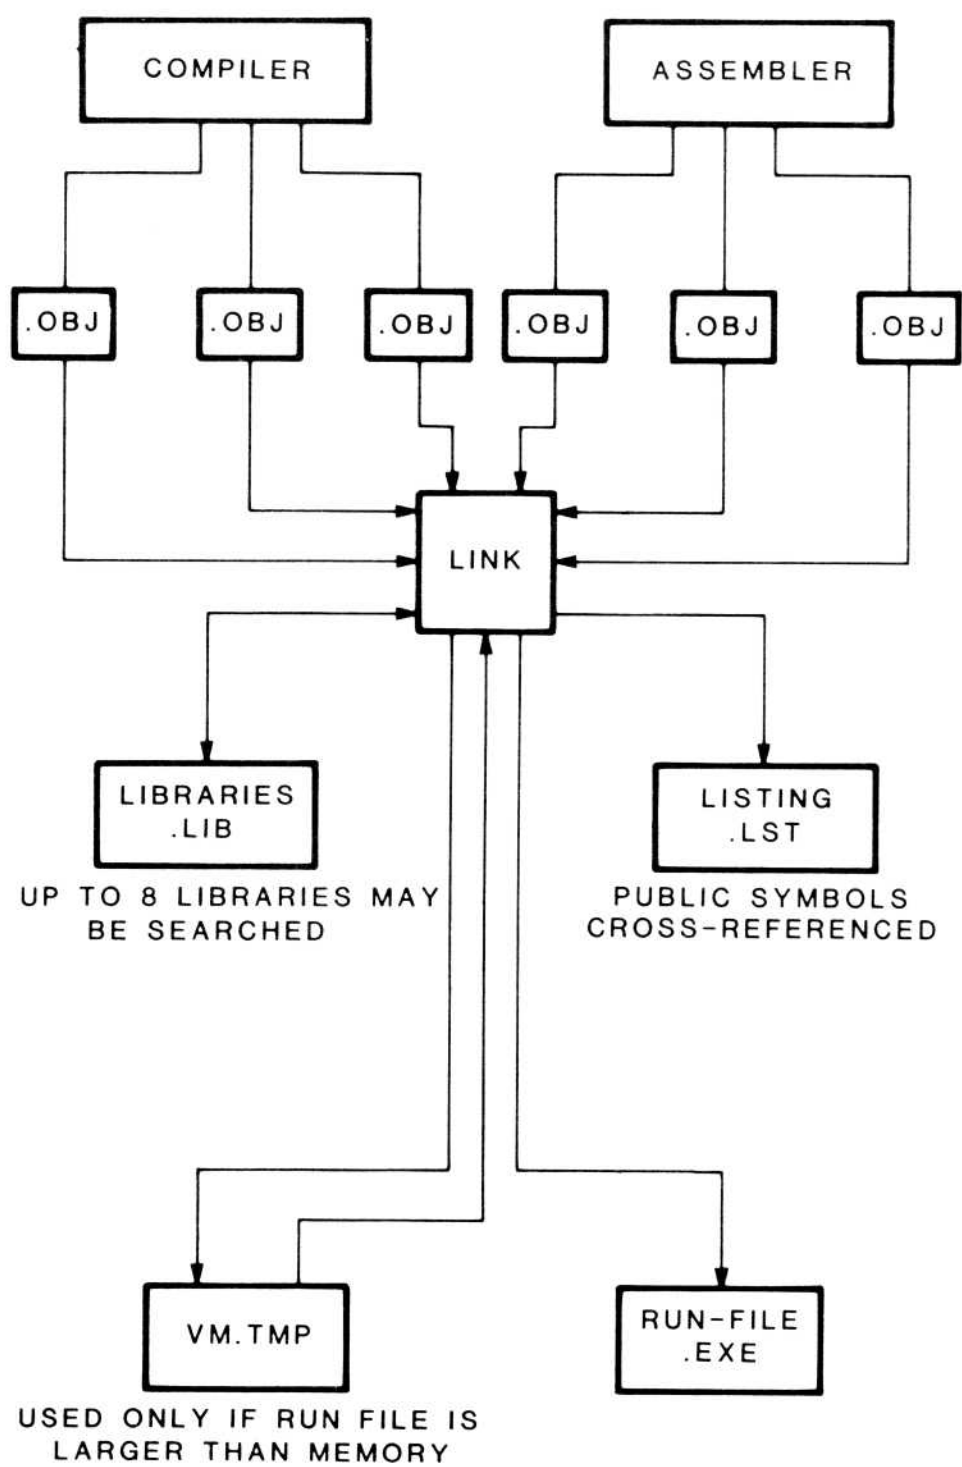 COMPILER
ASSEMBLER
.OBJ
.OBJ
.OBJ
.OBJ
.OBJ
.OBJ
LINK
LIBRARIES
.LIB
UP TO 8 LIBRARIES MAY
BE SEARCHED
LISTING
.LST
PUBLIC SYMBOLS
CROSS-REFERENCED
VM.TMP
USED ONLY IF RUN FILE IS
LARGER THAN MEMORY
RUN-FILE
.EXE